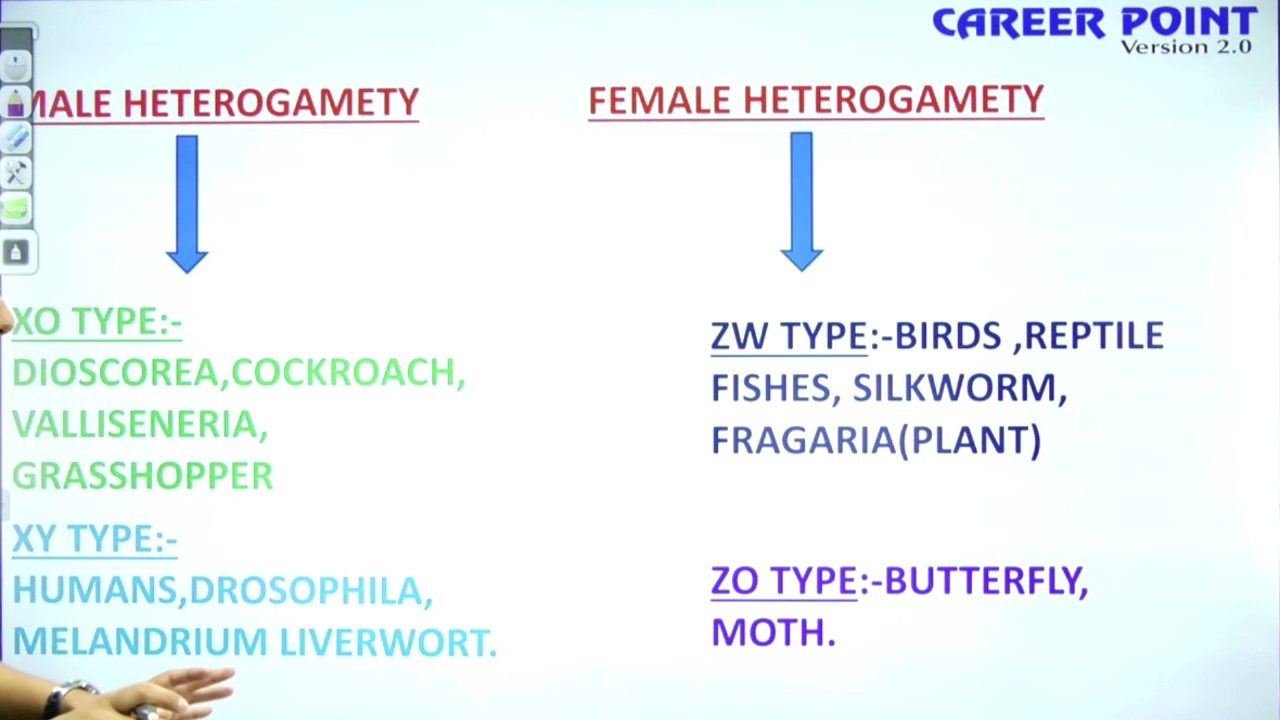 CAREER POINT
Version 2.0
MALE HETEROGAMETY
FEMALE HETEROGAMETY
XO TYPE:-
DIOSCOREA,COCKROACH,
VALLISENERIA,
GRASSHOPPER
XY TYPE:-
HUMANS,DROSOPHILA,
MELANDRIUM LIVERWORT.
ZW TYPE:-BIRDS ,REPTILE
FISHES, SILKWORM,
FRAGARIA(PLANT)
ZO TYPE:-BUTTERFLY,
MOTH.